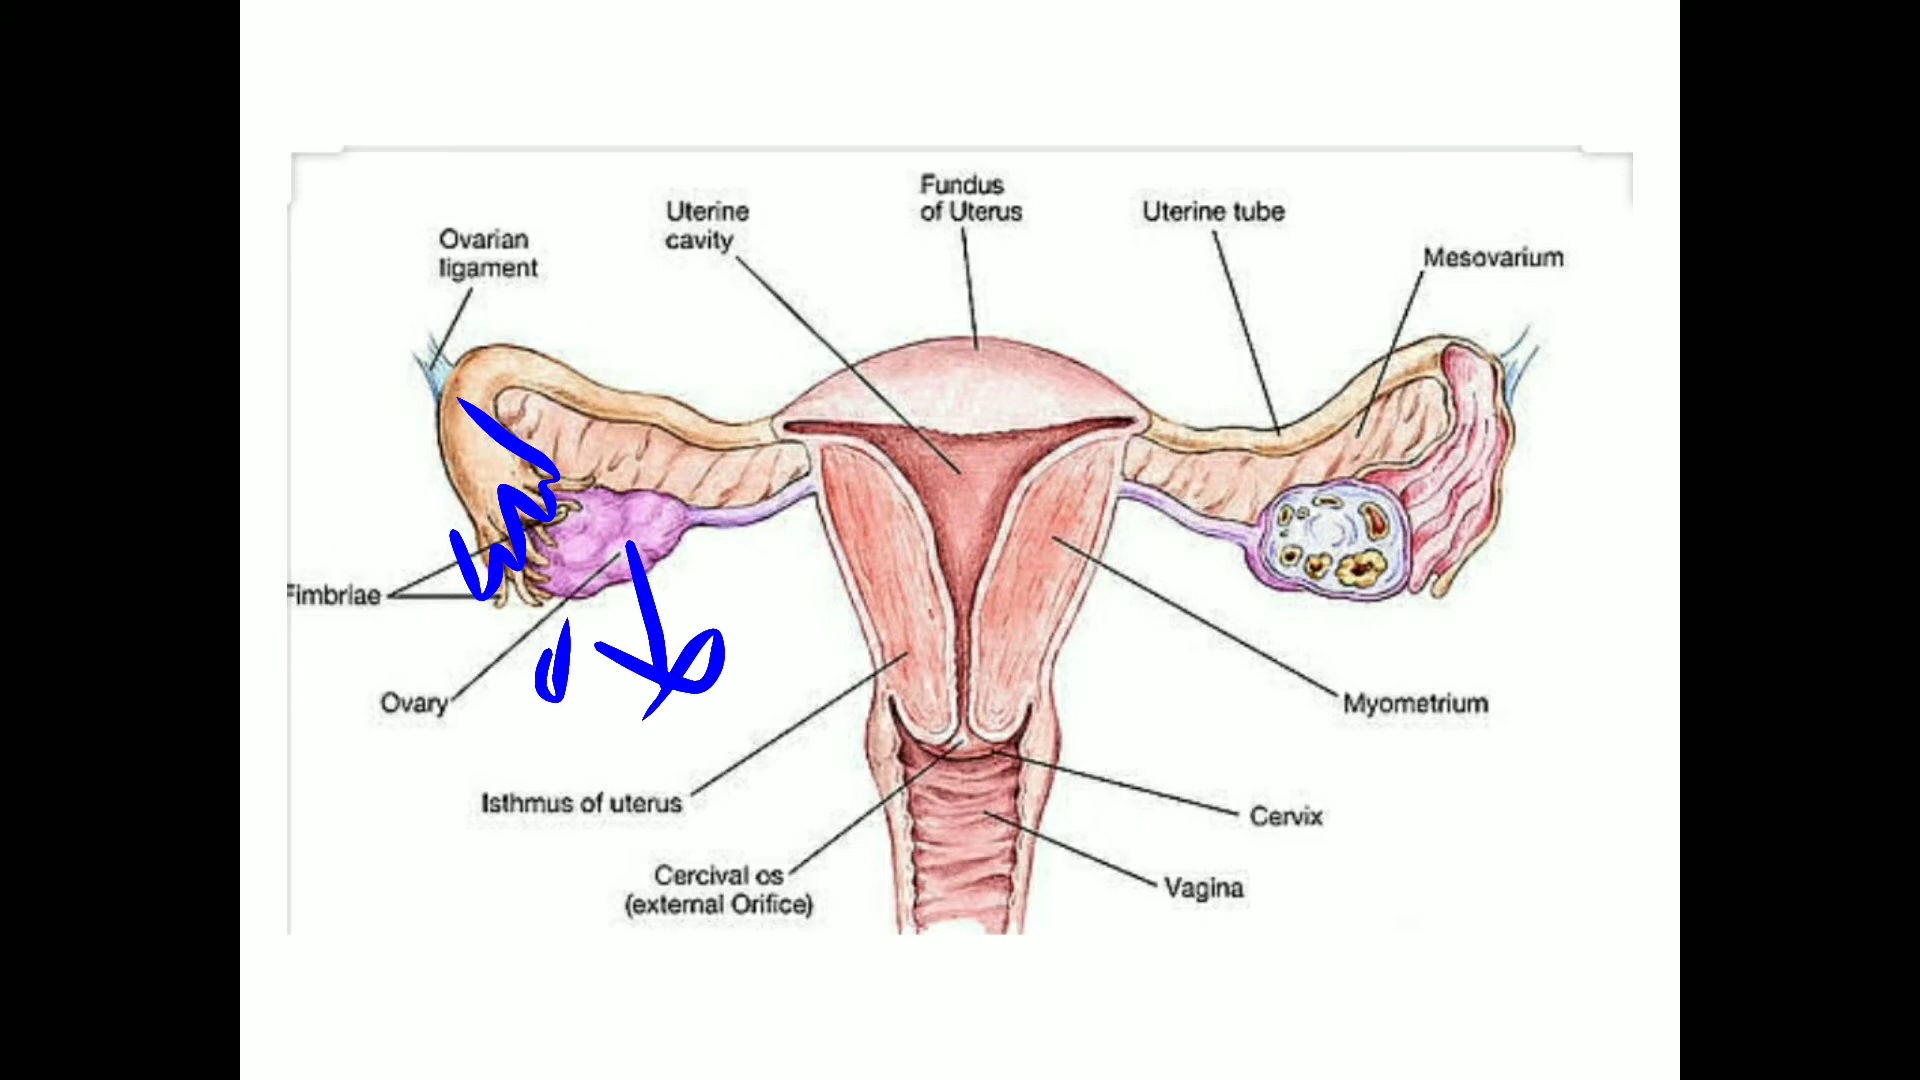 Fundus
of Uterus
Uterine
cavity
Uterine tube
Ovarian
ligament
Mesovarium
Fimbriae
Ovary
Myometrium
Isthmus of uterus
Cervix
Cercival os
(external Orifice)
Vagina